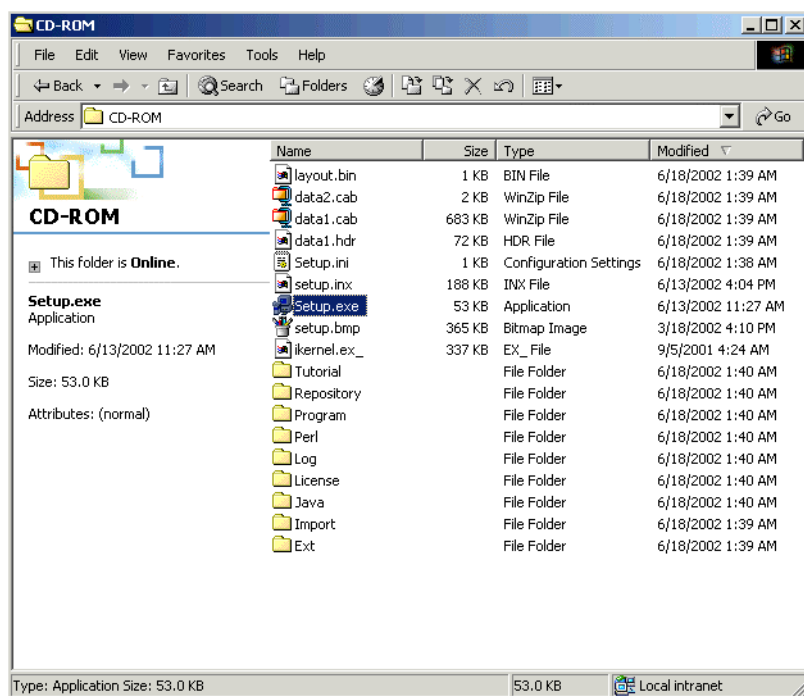 CD-ROM
File Edit View Favorites Tools Help
Back Search Folders
Address CD-ROM Go
Name Size Type Modified
layout.bin 1 KB BIN File 6/18/2002 1:39 AM
data2.cab 2 KB WinZip File 6/18/2002 1:39 AM
data1.cab 683 KB WinZip File 6/18/2002 1:39 AM
data1.hdr 72 KB HDR File 6/18/2002 1:39 AM
Setup.ini 1 KB Configuration Settings 6/18/2002 1:38 AM
setup.inx 188 KB INX File 6/13/2002 4:04 PM
Setup.exe 53 KB Application 6/13/2002 11:27 AM
setup.bmp 365 KB Bitmap Image 3/18/2002 4:10 PM
ikernel.ex_ 337 KB EX_ File 9/5/2001 4:24 AM
Tutorial File Folder 6/18/2002 1:40 AM
Repository File Folder 6/18/2002 1:40 AM
Program File Folder 6/18/2002 1:40 AM
Perl File Folder 6/18/2002 1:40 AM
Log File Folder 6/18/2002 1:40 AM
License File Folder 6/18/2002 1:40 AM
Java File Folder 6/18/2002 1:40 AM
Import File Folder 6/18/2002 1:39 AM
Ext File Folder 6/18/2002 1:39 AM
CD-ROM
This folder is Online.
Setup.exe
Application
Modified: 6/13/2002 11:27 AM
Size: 53.0 KB
Attributes: (normal)
Type: Application Size: 53.0 KB 53.0 KB Local intranet